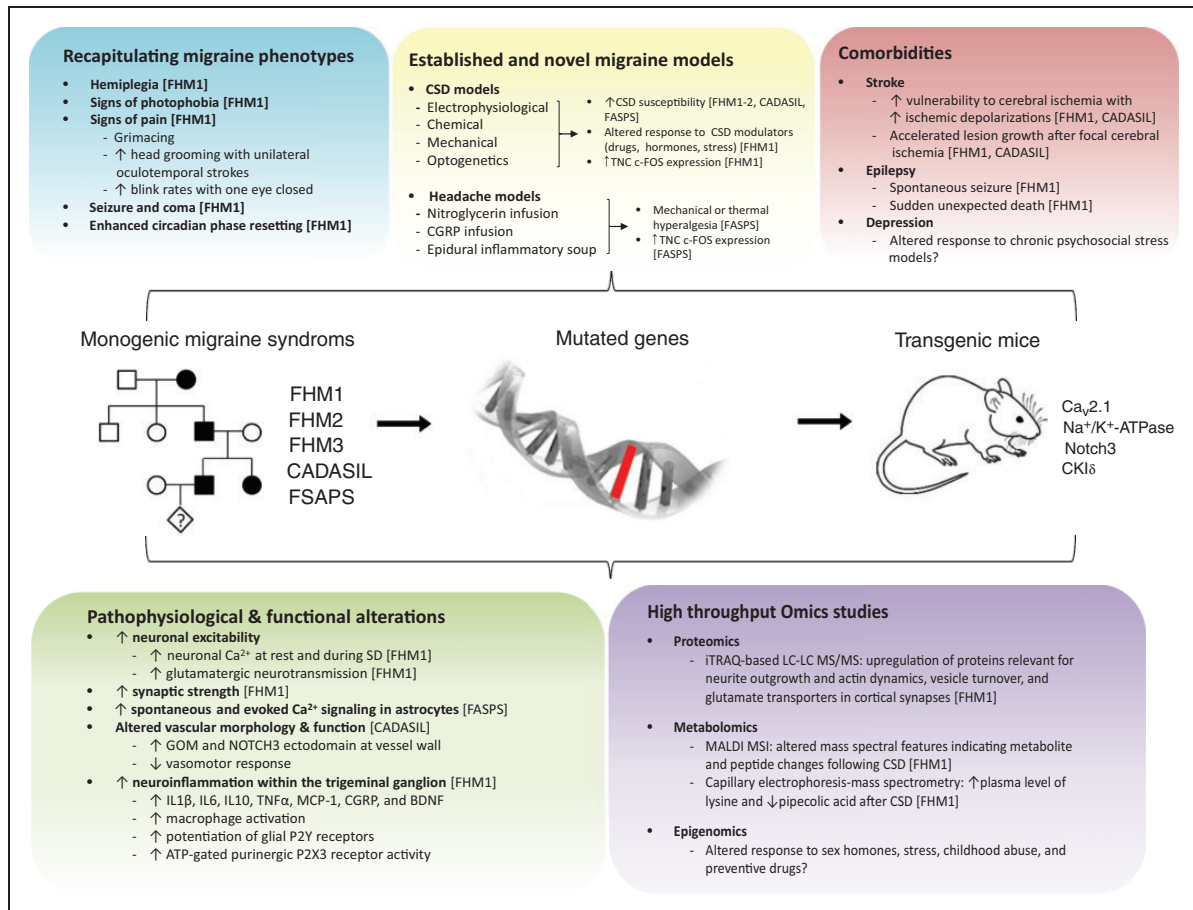 Recapitulating migraine phenotypes
• Hemiplegia [FHM1]
• Signs of photophobia [FHM1]
• Signs of pain [FHM1]
- Grimacing
- ↑ head grooming with unilateral
oculotemporal strokes
- ↑ blink rates with one eye closed
• Seizure and coma [FHM1]
• Enhanced circadian phase resetting [FHM1]
Established and novel migraine models
• CSD models
- Electrophysiological
- Chemical
- Mechanical
- Optogenetics
• ↑CSD susceptibility [FHM1-2, CADASIL,
FASPS]
• Altered response to CSD modulators
(drugs, hormones, stress) [FHM1]
• ↑TNC c-FOS expression [FHM1]
• Headache models
- Nitroglycerin infusion
- CGRP infusion
- Epidural inflammatory soup
• Mechanical or thermal
hyperalgesia [FASPS]
• ↑TNC c-FOS expression
[FASPS]
Comorbidities
• Stroke
- ↑ vulnerability to cerebral ischemia with
↑ ischemic depolarizations [FHM1, CADASIL]
- Accelerated lesion growth after focal cerebral
ischemia [FHM1, CADASIL]
• Epilepsy
- Spontaneous seizure [FHM1]
- Sudden unexpected death [FHM1]
• Depression
- Altered response to chronic psychosocial stress
models?
Monogenic migraine syndroms
FHM1
FHM2
FHM3
CADASIL
FSAPS
?
Mutated genes
Transgenic mice
Caᵥ2.1
Na⁺/K⁺-ATPase
Notch3
CKIδ
Pathophysiological & functional alterations
• ↑ neuronal excitability
- ↑ neuronal Ca²⁺ at rest and during SD [FHM1]
- ↑ glutamatergic neurotransmission [FHM1]
• ↑ synaptic strength [FHM1]
• ↑ spontaneous and evoked Ca²⁺ signaling in astrocytes [FASPS]
• Altered vascular morphology & function [CADASIL]
- ↑ GOM and NOTCH3 ectodomain at vessel wall
- ↓ vasomotor response
• ↑ neuroinflammation within the trigeminal ganglion [FHM1]
- ↑ IL1β, IL6, IL10, TNFα, MCP-1, CGRP, and BDNF
- ↑ macrophage activation
- ↑ potentiation of glial P2Y receptors
- ↑ ATP-gated purinergic P2X3 receptor activity
High throughput Omics studies
• Proteomics
- iTRAQ-based LC-LC MS/MS: upregulation of proteins relevant for
neurite outgrowth and actin dynamics, vesicle turnover, and
glutamate transporters in cortical synapses [FHM1]
• Metabolomics
- MALDI MSI: altered mass spectral features indicating metabolite
and peptide changes following CSD [FHM1]
- Capillary electrophoresis-mass spectrometry: ↑plasma level of
lysine and ↓pipecolic acid after CSD [FHM1]
• Epigenomics
- Altered response to sex homones, stress, childhood abuse, and
preventive drugs?